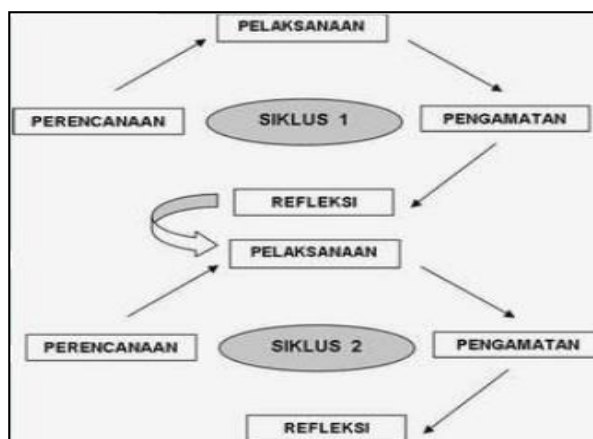 PELAKSANAAN
PERENCANAAN
SIKLUS 1
PENGAMATAN
REFLEKSI
PELAKSANAAN
PERENCANAAN
SIKLUS 2
PENGAMATAN
REFLEKSI